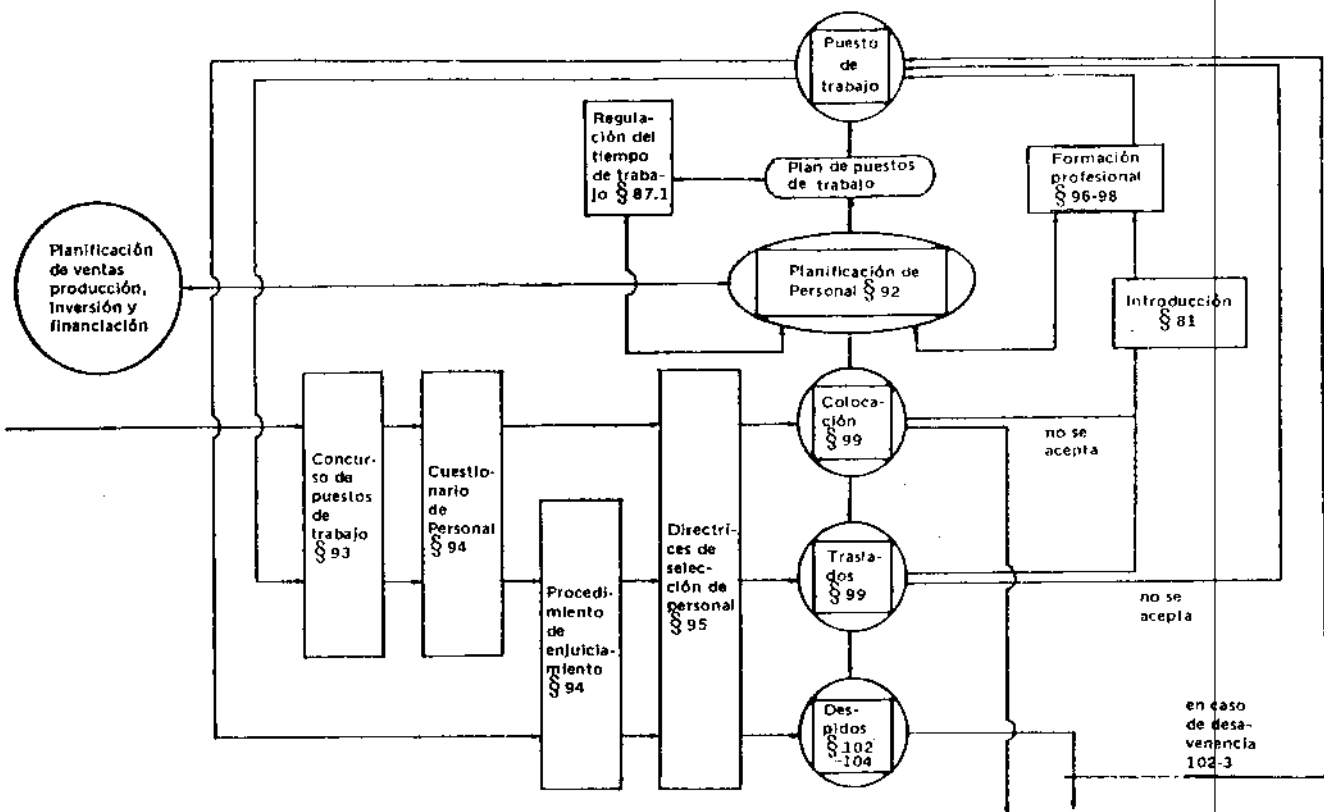 Puesto
de
trabajo
Regula-
ción del
tiempo
de traba-
jo § 87.1
Plan de puestos
de trabajo
Formación
profesional
§ 96-98
Planificación
de ventas
producción,
Inversión y
financiación
Planificación de
Personal § 92
Introducción
§ 81
Coloca-
ción
§ 99
no se
acepta
Concur-
so de
puestos
de
trabajo
§ 93
Cuestio-
nario
de
Personal
§ 94
Procedi-
miento
de
enjuicia-
miento
§ 94
Directri-
ces de
selec-
ción de
personal
§ 95
Trasla-
dos
§ 99
no se
acepta
Des-
pidos
§ 102
-104
en caso
de desa-
venencia
102-3